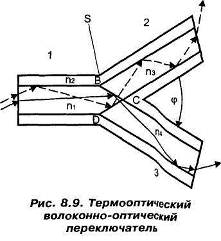 S
2
1
n₂
B
n₃
n₁
C
φ
D
n₄
3
Рис. 8.9. Термооптический
волоконно-оптический
переключатель